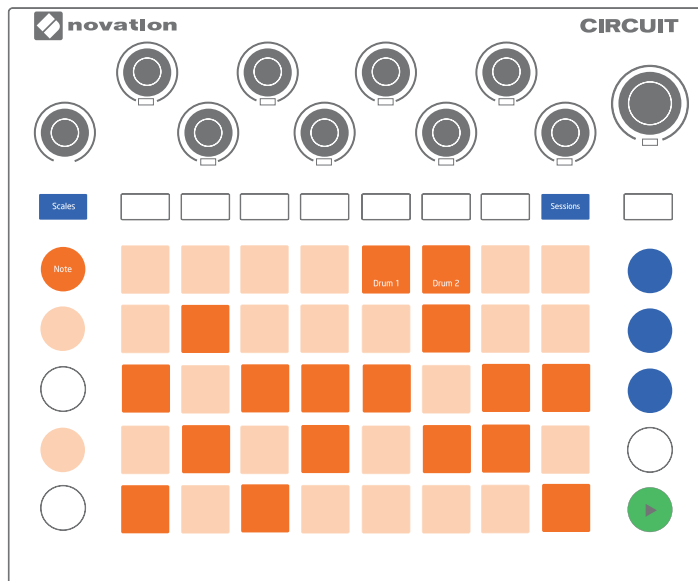 novation
CIRCUIT
Scales
Sessions
Note
Drum 1
Drum 2